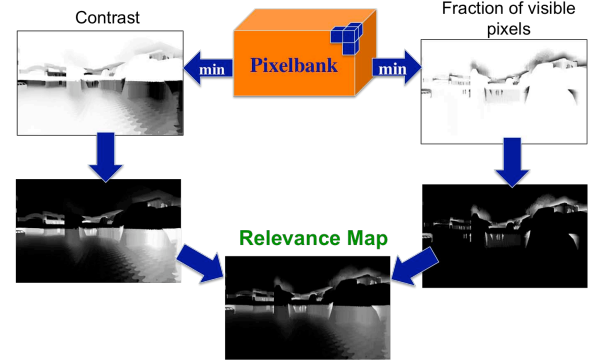 Contrast
Fraction of visible
pixels
min
Pixelbank
min
Relevance Map